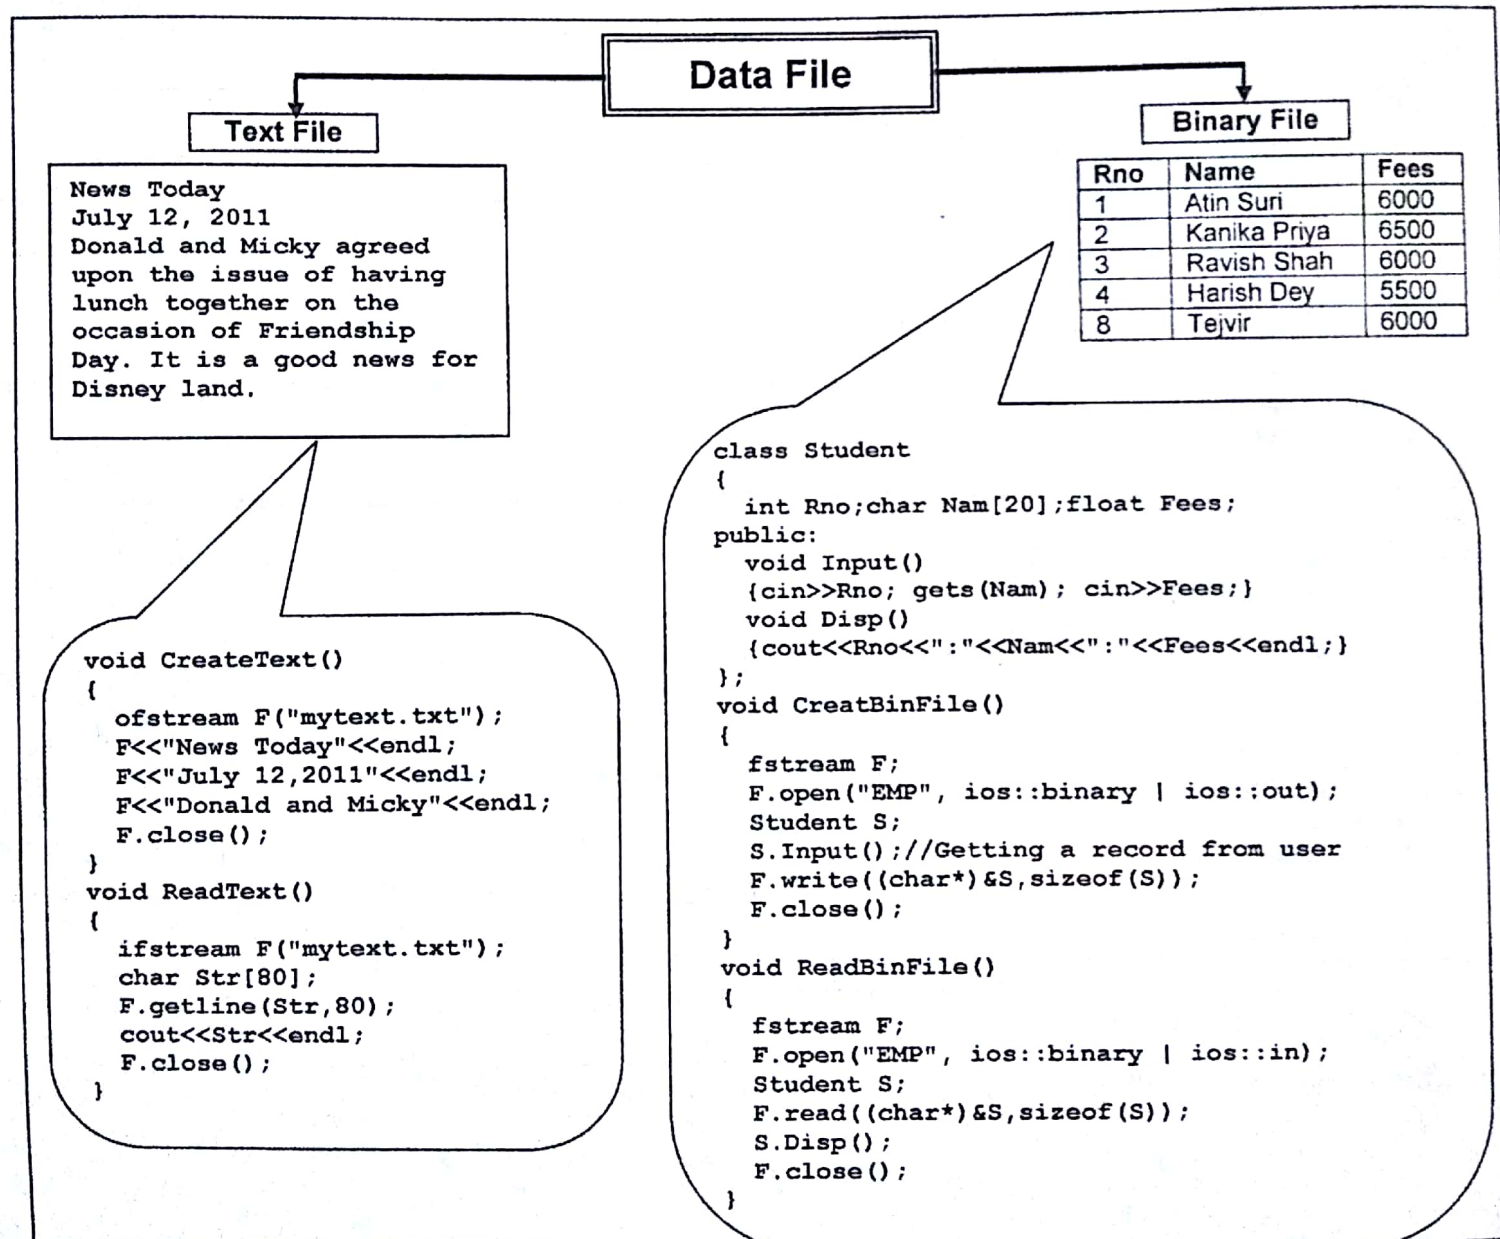 Data File
Text File
News Today
July 12, 2011
Donald and Micky agreed
upon the issue of having
lunch together on the
occasion of Friendship
Day. It is a good news for
Disney land.
void CreateText()
{
ofstream F("mytext.txt");
F<<"News Today"<<endl;
F<<"July 12,2011"<<endl;
F<<"Donald and Micky"<<endl;
F.close();
}
void ReadText()
{
ifstream F("mytext.txt");
char Str[80];
F.getline(Str,80);
cout<<Str<<endl;
F.close();
}
Binary File
Rno Name Fees
1 Atin Suri 6000
2 Kanika Priya 6500
3 Ravish Shah 6000
4 Harish Dey 5500
8 Tejvir 6000
class Student
{
int Rno;char Nam[20];float Fees;
public:
void Input()
{cin>>Rno; gets(Nam); cin>>Fees;}
void Disp()
{cout<<Rno<<":"<<Nam<<":"<<Fees<<endl;}
};
void CreatBinFile()
{
fstream F;
F.open("EMP", ios::binary | ios::out);
Student S;
S.Input();//Getting a record from user
F.write((char*)&S,sizeof(S));
F.close();
}
void ReadBinFile()
{
fstream F;
F.open("EMP", ios::binary | ios::in);
Student S;
F.read((char*)&S,sizeof(S));
S.Disp();
F.close();
}